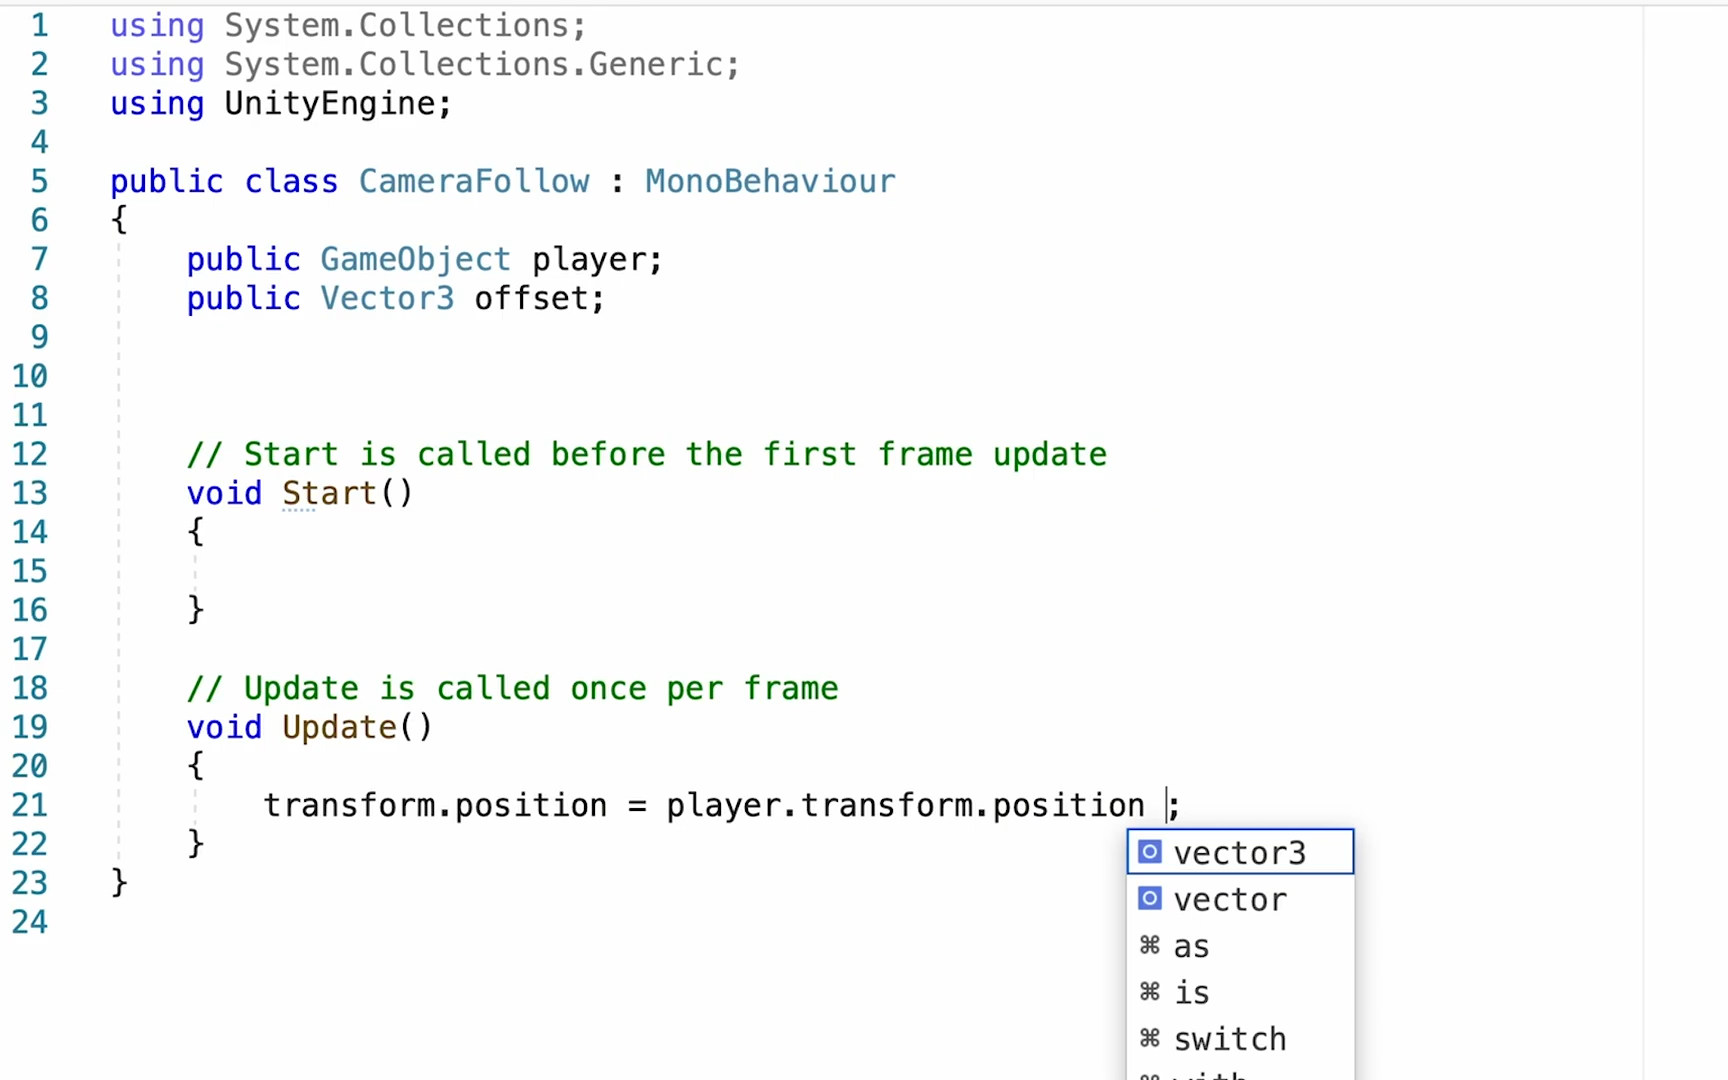 1 using System.Collections;
2 using System.Collections.Generic;
3 using UnityEngine;
4
5 public class CameraFollow : MonoBehaviour
6 {
7 public GameObject player;
8 public Vector3 offset;
9
10
11
12 // Start is called before the first frame update
13 void Start()
14 {
15
16 }
17
18 // Update is called once per frame
19 void Update()
20 {
21 transform.position = player.transform.position ;
22 }
23 }
24
vector3
vector
⌘ as
⌘ is
⌘ switch